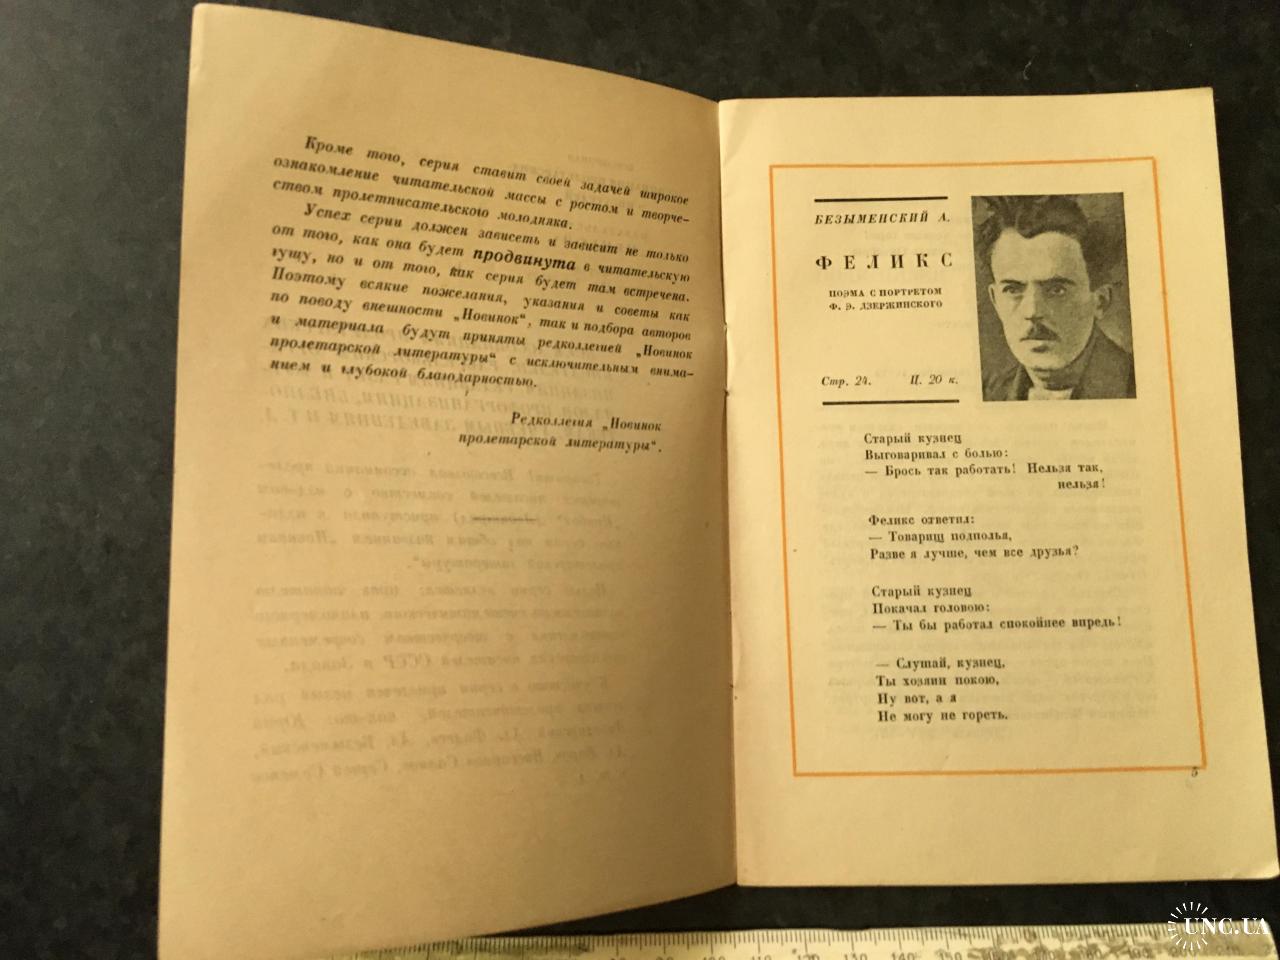 Кроме того, серия ставит своей задачей широкое
ознакомление читательской массы с ростом и творче-
ством пролетписательского молодняка.
Успех серии должен зависеть и зависит не только
от того, как она будет продвинута в читательскую
гущу, но и от того, как серия будет там встречена.
Поэтому всякие пожелания, указания и советы как
по поводу внешности „Новинок“, так и подбора авторов
и материала будут приняты редколлегией „Новинок
пролетарской литературы“ с исключительным внима-
нием и глубокой благодарностью.
Редколлегия „Новинок
пролетарской литературы“.
БЕЗЫМЕНСКИЙ А.
ФЕЛИКС
ПОЭМА С ПОРТРЕТОМ
Ф. Э. ДЗЕРЖИНСКОГО
Стр. 24. Ц. 20 к.
Старый кузнец
Выговаривал с болью:
— Брось так работать! Нельзя так,
нельзя!
Феликс ответил:
— Товарищ подполья,
Разве я лучше, чем все друзья?
Старый кузнец
Покачал головою:
— Ты бы работал спокойнее впредь!
— Слушай, кузнец,
Ты хозяин покою,
Ну вот, а я
Не могу не гореть.
5
UNC.UA